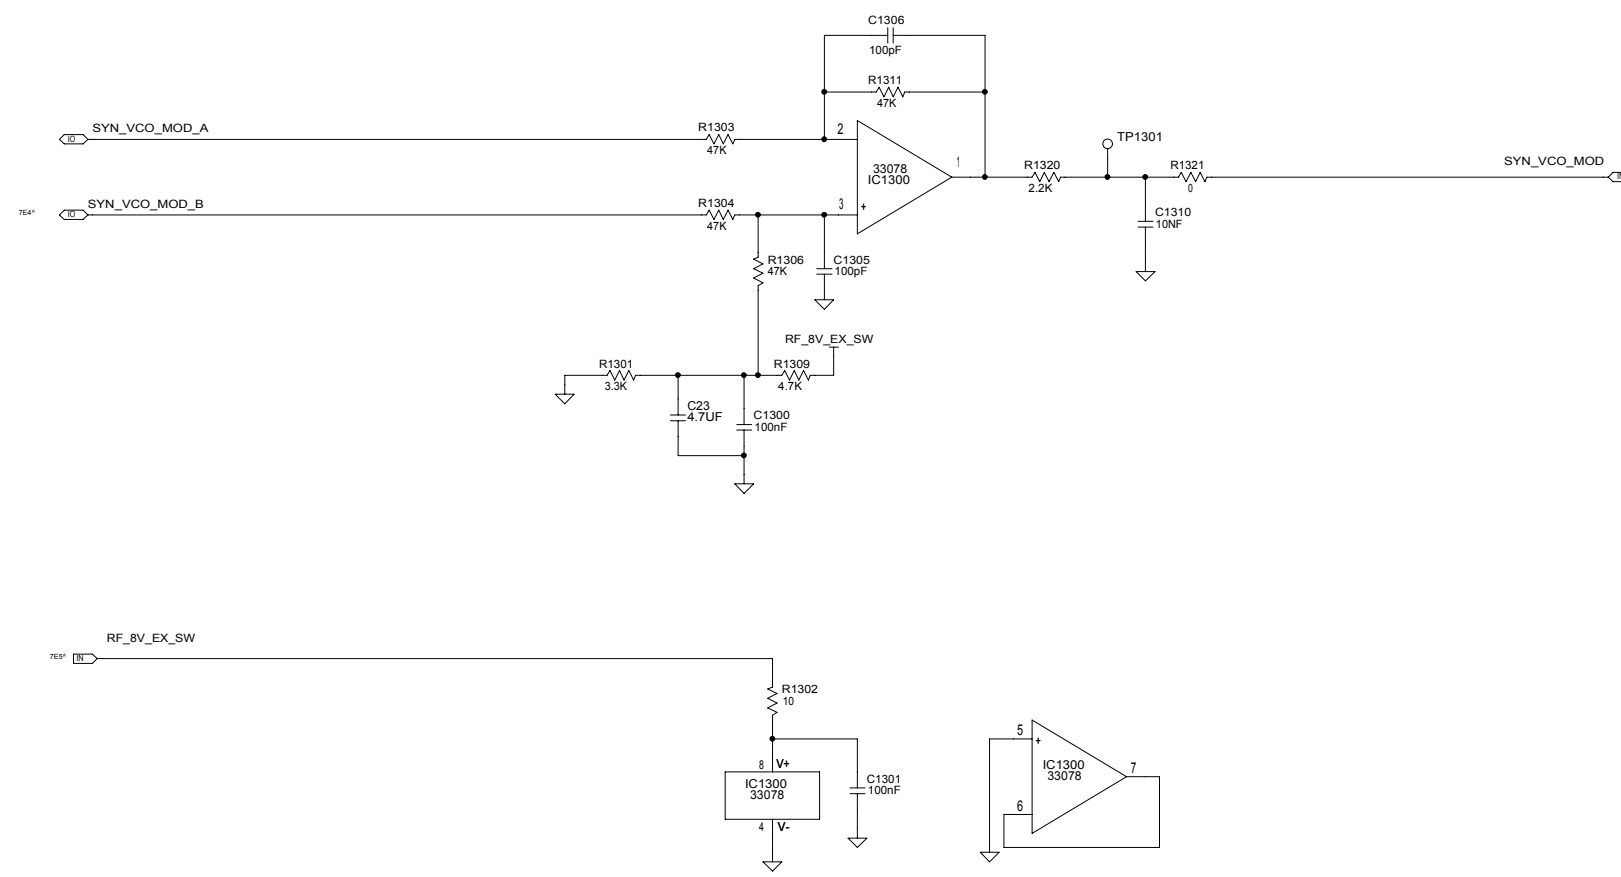 C1306
100pF
R1311
47K
IO
SYN_VCO_MOD_A
R1303
47K
2
33078
IC1300
1
3
+
7E4^
IO
SYN_VCO_MOD_B
R1304
47K
R1320
2.2K
TP1301
R1321
0
SYN_VCO_MOD
C1310
10NF
R1306
47K
C1305
100pF
RF_8V_EX_SW
R1301
3.3K
R1309
4.7K
C23
4.7UF
C1300
100nF
RF_8V_EX_SW
7E5^
IN
R1302
10
8 V+
IC1300
33078
4 V-
C1301
100nF
5
+
IC1300
33078
7
6